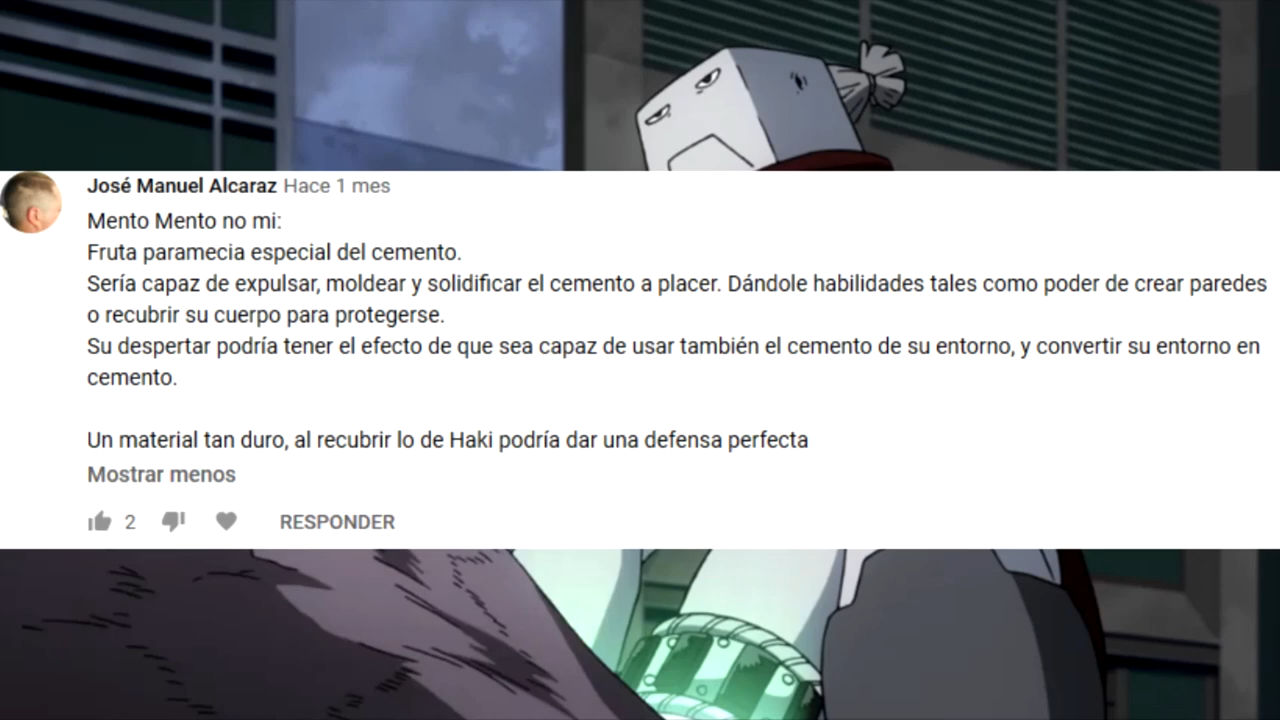 José Manuel Alcaraz Hace 1 mes
Mento Mento no mi:
Fruta paramecia especial del cemento.
Sería capaz de expulsar, moldear y solidificar el cemento a placer. Dándole habilidades tales como poder de crear paredes
o recubrir su cuerpo para protegerse.
Su despertar podría tener el efecto de que sea capaz de usar también el cemento de su entorno, y convertir su entorno en
cemento.
Un material tan duro, al recubrir lo de Haki podría dar una defensa perfecta
Mostrar menos
2 RESPONDER